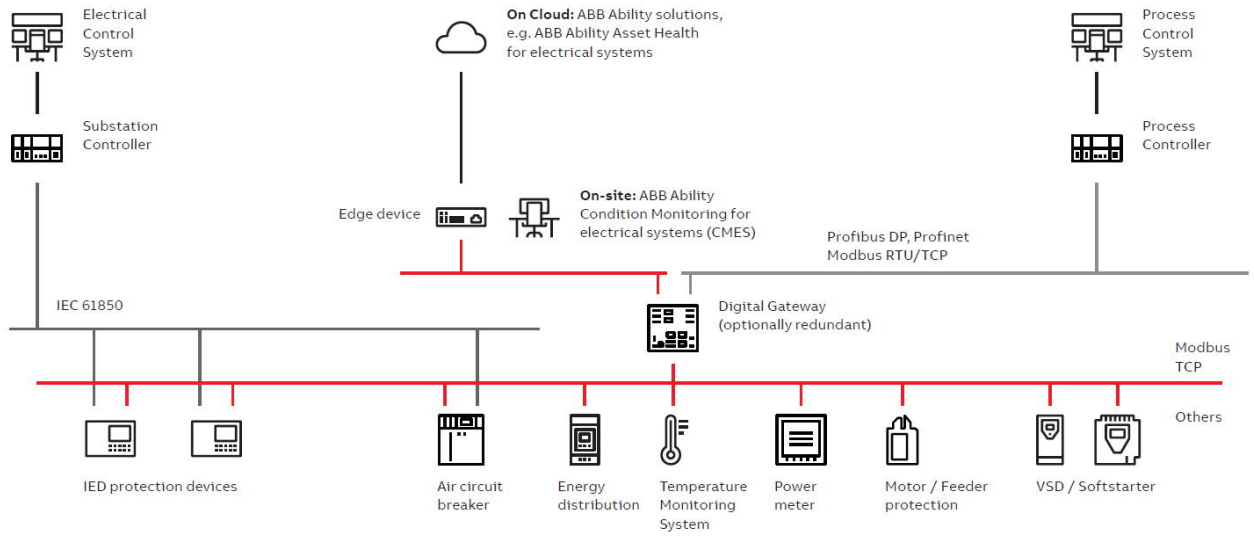 Electrical
Control
System
On Cloud: ABB Ability solutions,
e.g. ABB Ability Asset Health
for electrical systems
Process
Control
System
Substation
Controller
Process
Controller
Edge device
On-site: ABB Ability
Condition Monitoring for
electrical systems (CMES)
Profibus DP, Profinet
Modbus RTU/TCP
IEC 61850
Digital Gateway
(optionally redundant)
Modbus
TCP
Others
IED protection devices
Air circuit
breaker
Energy
distribution
Temperature
Monitoring
System
Power
meter
Motor / Feeder
protection
VSD / Softstarter